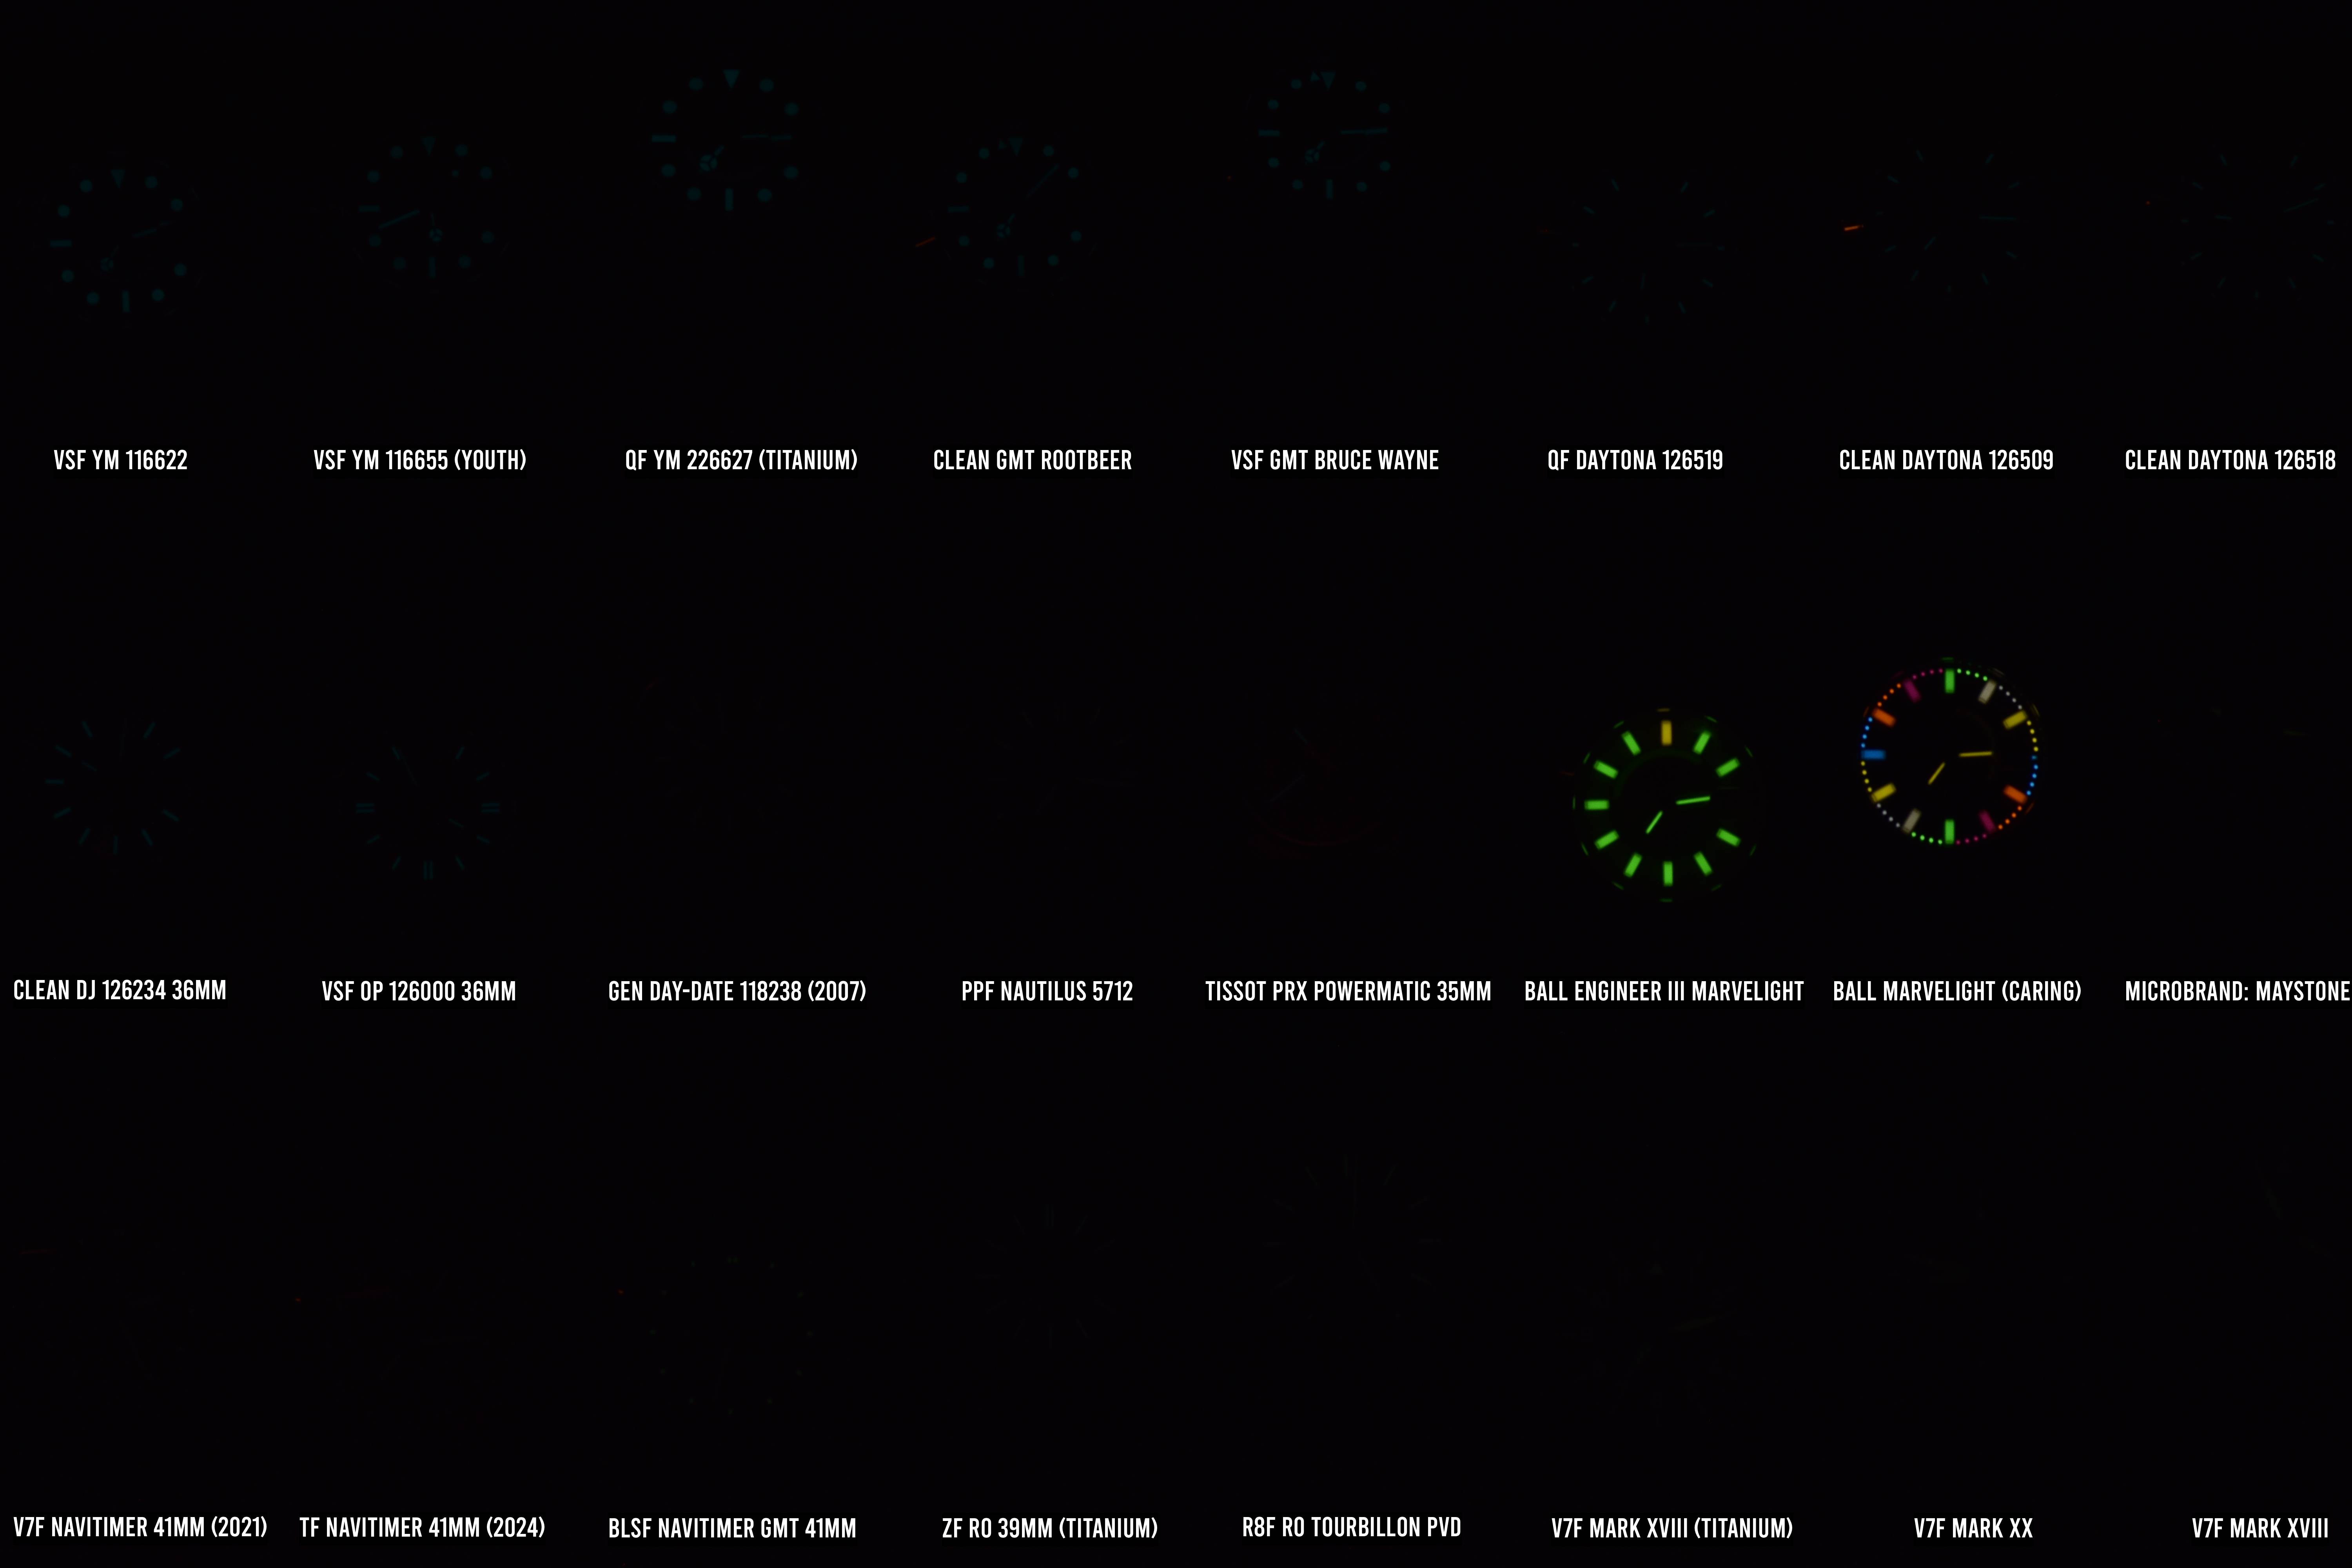 VSF YM 116622
VSF YM 116655 (YOUTH)
QF YM 226627 (TITANIUM)
CLEAN GMT ROOTBEER
VSF GMT BRUCE WAYNE
QF DAYTONA 126519
CLEAN DAYTONA 126509
CLEAN DAYTONA 126518
CLEAN DJ 126234 36MM
VSF OP 126000 36MM
GEN DAY-DATE 118238 (2007)
PPF NAUTILUS 5712
TISSOT PRX POWERMATIC 35MM
BALL ENGINEER III MARVELIGHT
BALL MARVELIGHT (CARING)
MICROBRAND: MAYSTONE
V7F NAVITIMER 41MM (2021)
TF NAVITIMER 41MM (2024)
BLSF NAVITIMER GMT 41MM
ZF RO 39MM (TITANIUM)
R8F RO TOURBILLON PVD
V7F MARK XVIII (TITANIUM)
V7F MARK XX
V7F MARK XVIII